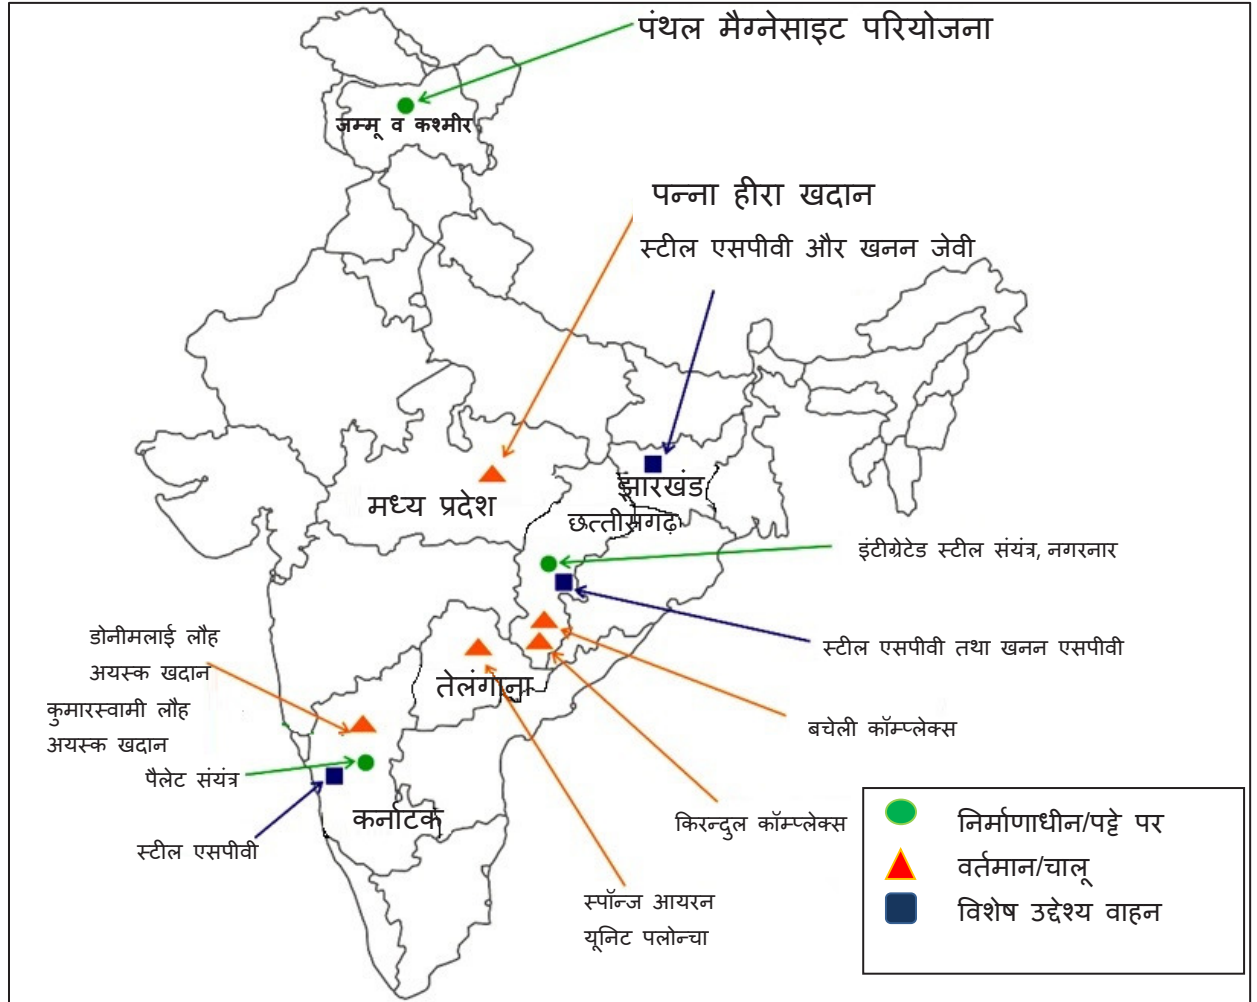 पंथल मैग्नेसाइट परियोजना
जम्मू व कश्मीर
पन्ना हीरा खदान
स्टील एसपीवी और खनन जेवी
झारखंड
मध्य प्रदेश
छत्तीसगढ़
इंटीग्रेटेड स्टील संयंत्र, नगरनार
डोनीमलाई लौह
अयस्क खदान
स्टील एसपीवी तथा खनन एसपीवी
तेलंगाना
कुमारस्वामी लौह
अयस्क खदान
बचेली कॉम्प्लेक्स
पैलेट संयंत्र
कर्नाटक
किरन्दुल कॉम्प्लेक्स
स्टील एसपीवी
स्पॉन्ज आयरन
यूनिट पलोन्चा
निर्माणाधीन/पट्टे पर
वर्तमान/चालू
विशेष उद्देश्य वाहन